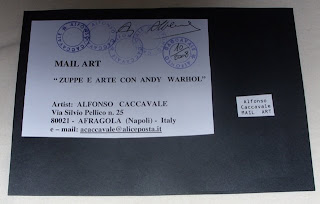 MAIL ART
“ZUPPE E ARTE CON ANDY WARHOL”
Artist: ALFONSO CACCAVALE
Via Silvio Pellico n. 25
80021 - AFRAGOLA (Napoli) - Italy
e – mail: acaccavale@aliceposta.it
Alfonso
Caccavale
MAIL ART